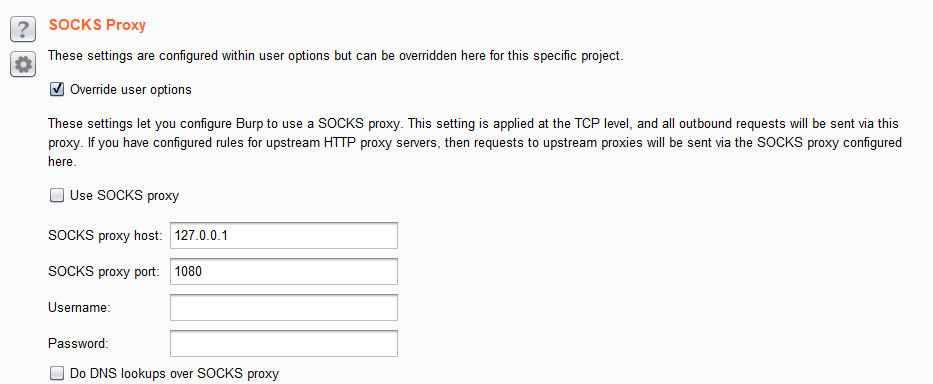 ?
SOCKS Proxy
These settings are configured within user options but can be overridden here for this specific project.
Override user options
These settings let you configure Burp to use a SOCKS proxy. This setting is applied at the TCP level, and all outbound requests will be sent via this
proxy. If you have configured rules for upstream HTTP proxy servers, then requests to upstream proxies will be sent via the SOCKS proxy configured
here.
Use SOCKS proxy
SOCKS proxy host: 127.0.0.1
SOCKS proxy port: 1080
Username:
Password:
Do DNS lookups over SOCKS proxy